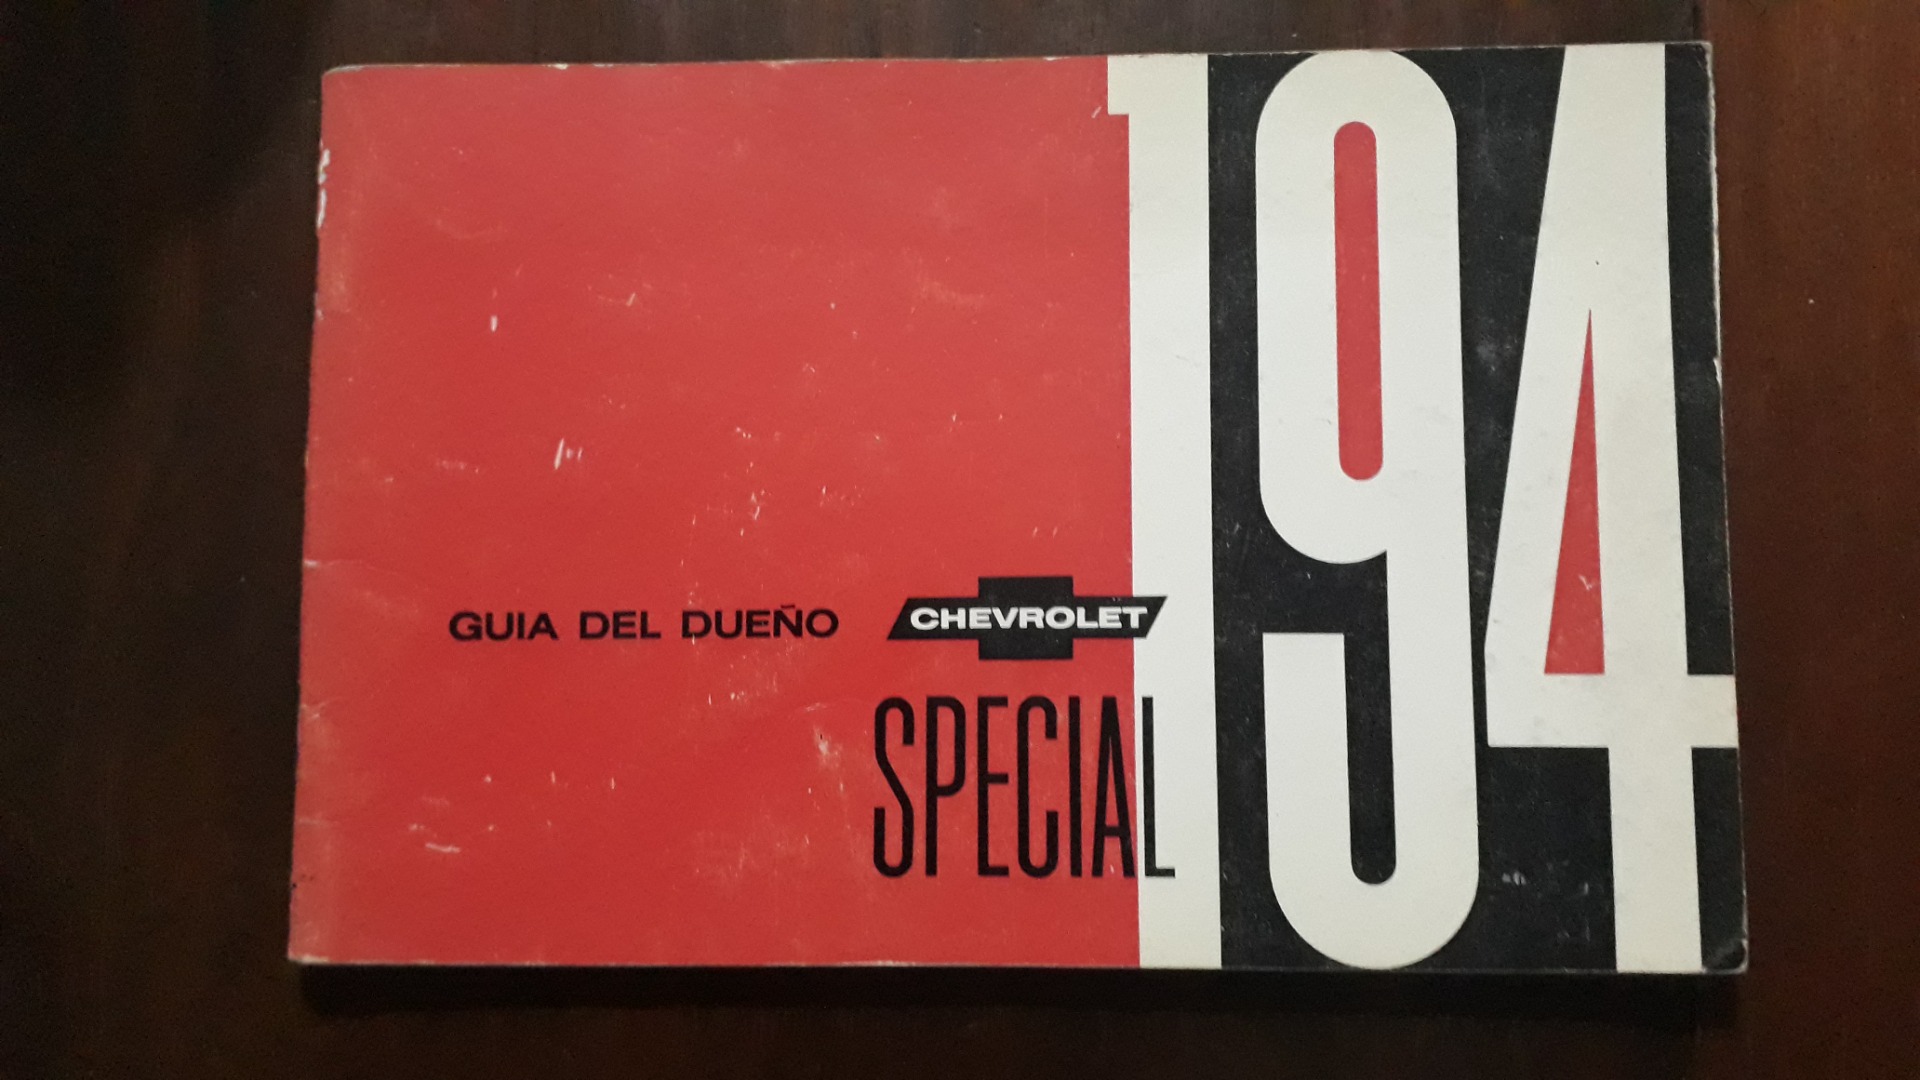 194
GUIA DEL DUEÑO CHEVROLET
SPECIAL